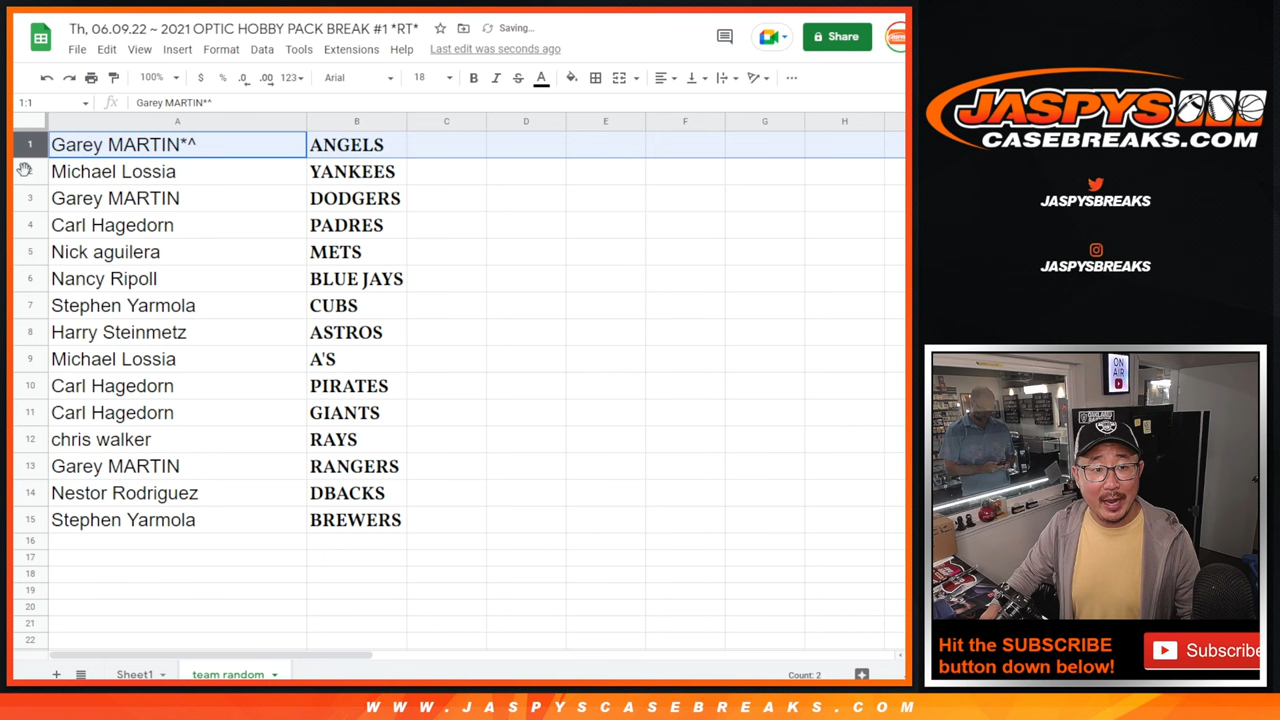 Th, 06.09.22 ~ 2021 OPTIC HOBBY PACK BREAK #1 *RT*
Saving...
File Edit View Insert Format Data Tools Extensions Help Last edit was seconds ago
Share
100% $ % .0 .00 123 Arial 18 B I S A
1:1 fx Garey MARTIN*^
A B C D E F G H
1 Garey MARTIN*^ ANGELS
2 Michael Lossia YANKEES
3 Garey MARTIN DODGERS
4 Carl Hagedorn PADRES
5 Nick aguilera METS
6 Nancy Ripoll BLUE JAYS
7 Stephen Yarmola CUBS
8 Harry Steinmetz ASTROS
9 Michael Lossia A'S
10 Carl Hagedorn PIRATES
11 Carl Hagedorn GIANTS
12 chris walker RAYS
13 Garey MARTIN RANGERS
14 Nestor Rodriguez DBACKS
15 Stephen Yarmola BREWERS
16
17
18
19
20
21
22
Sheet1 team random Count: 2
JASPYS
CASEBREAKS.COM
JASPYSBREAKS
JASPYSBREAKS
ON
AIR
Hit the SUBSCRIBE
button down below!
Subscribe
WWW.JASPYSCASEBREAKS.COM